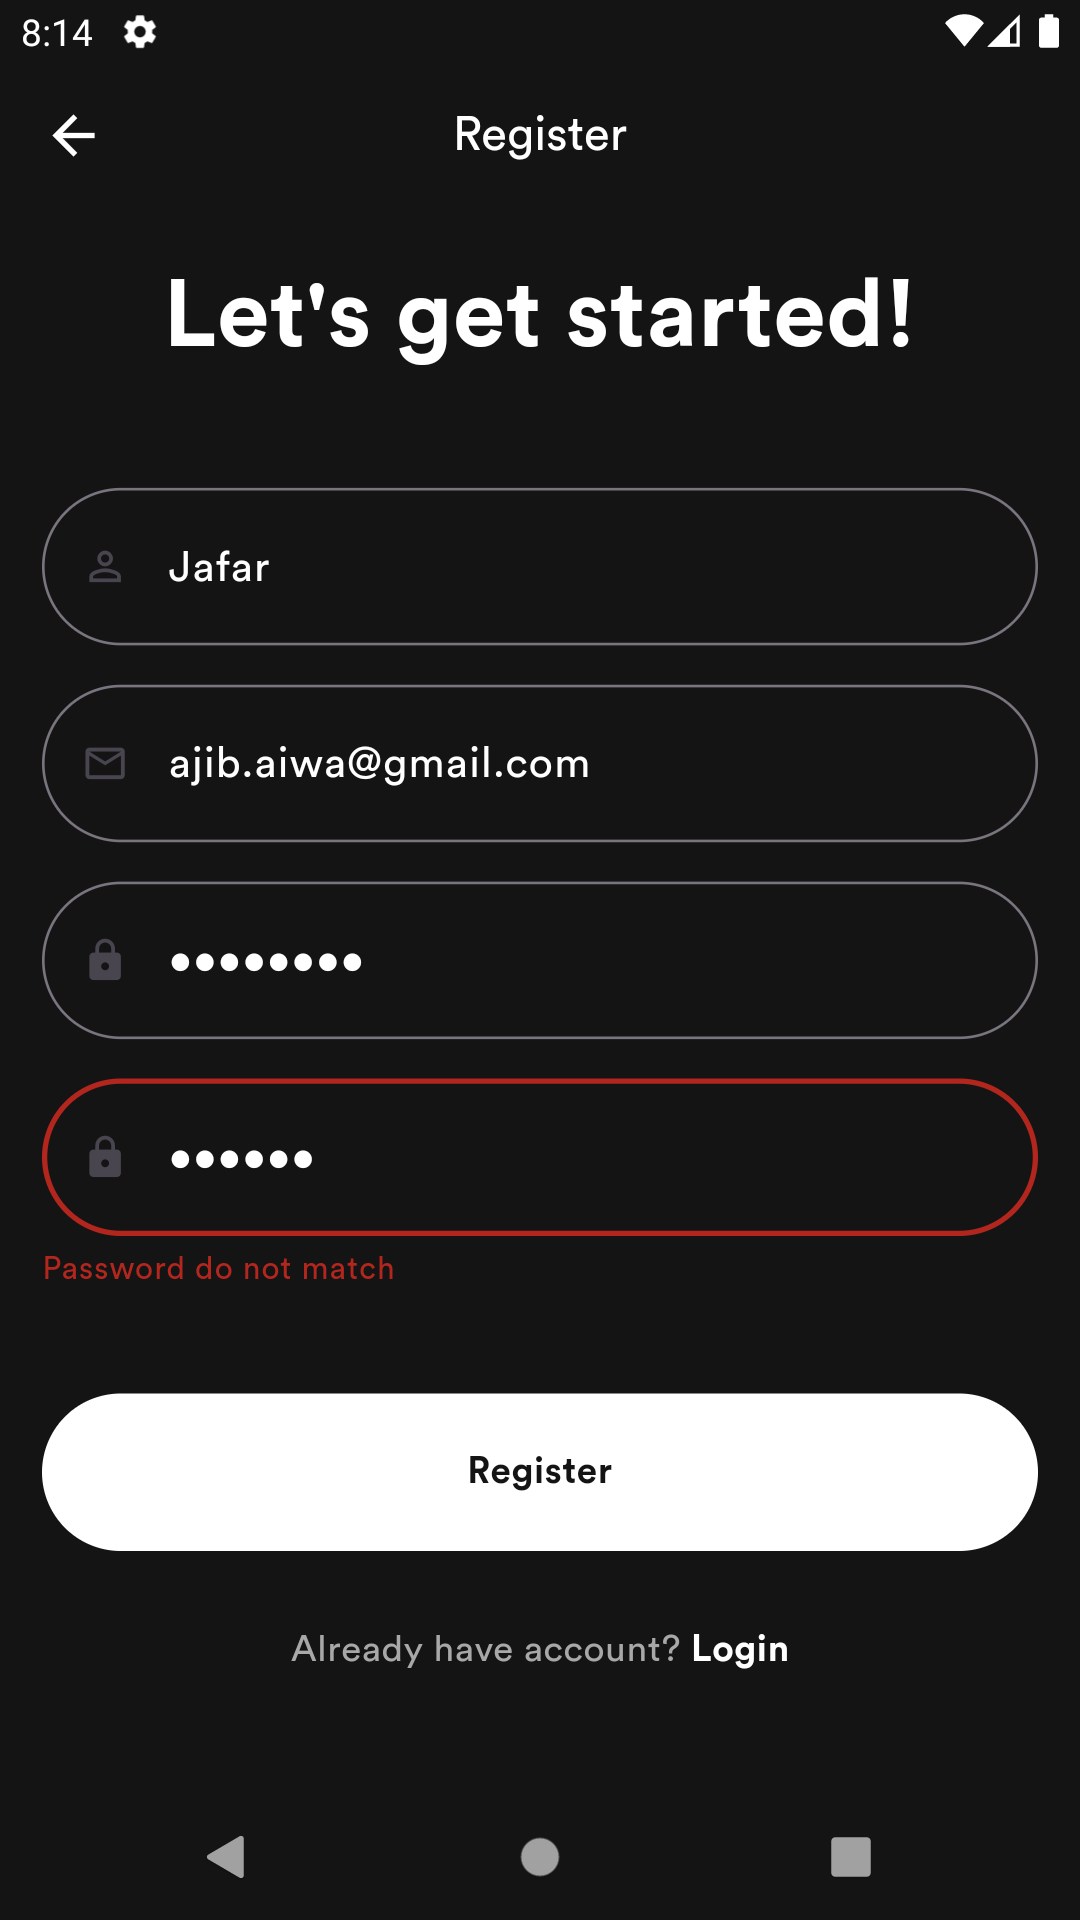 8:14
Register
Let's get started!
Jafar
ajib.aiwa@gmail.com
••••••••
••••••
Password do not match
Register
Already have account? Login